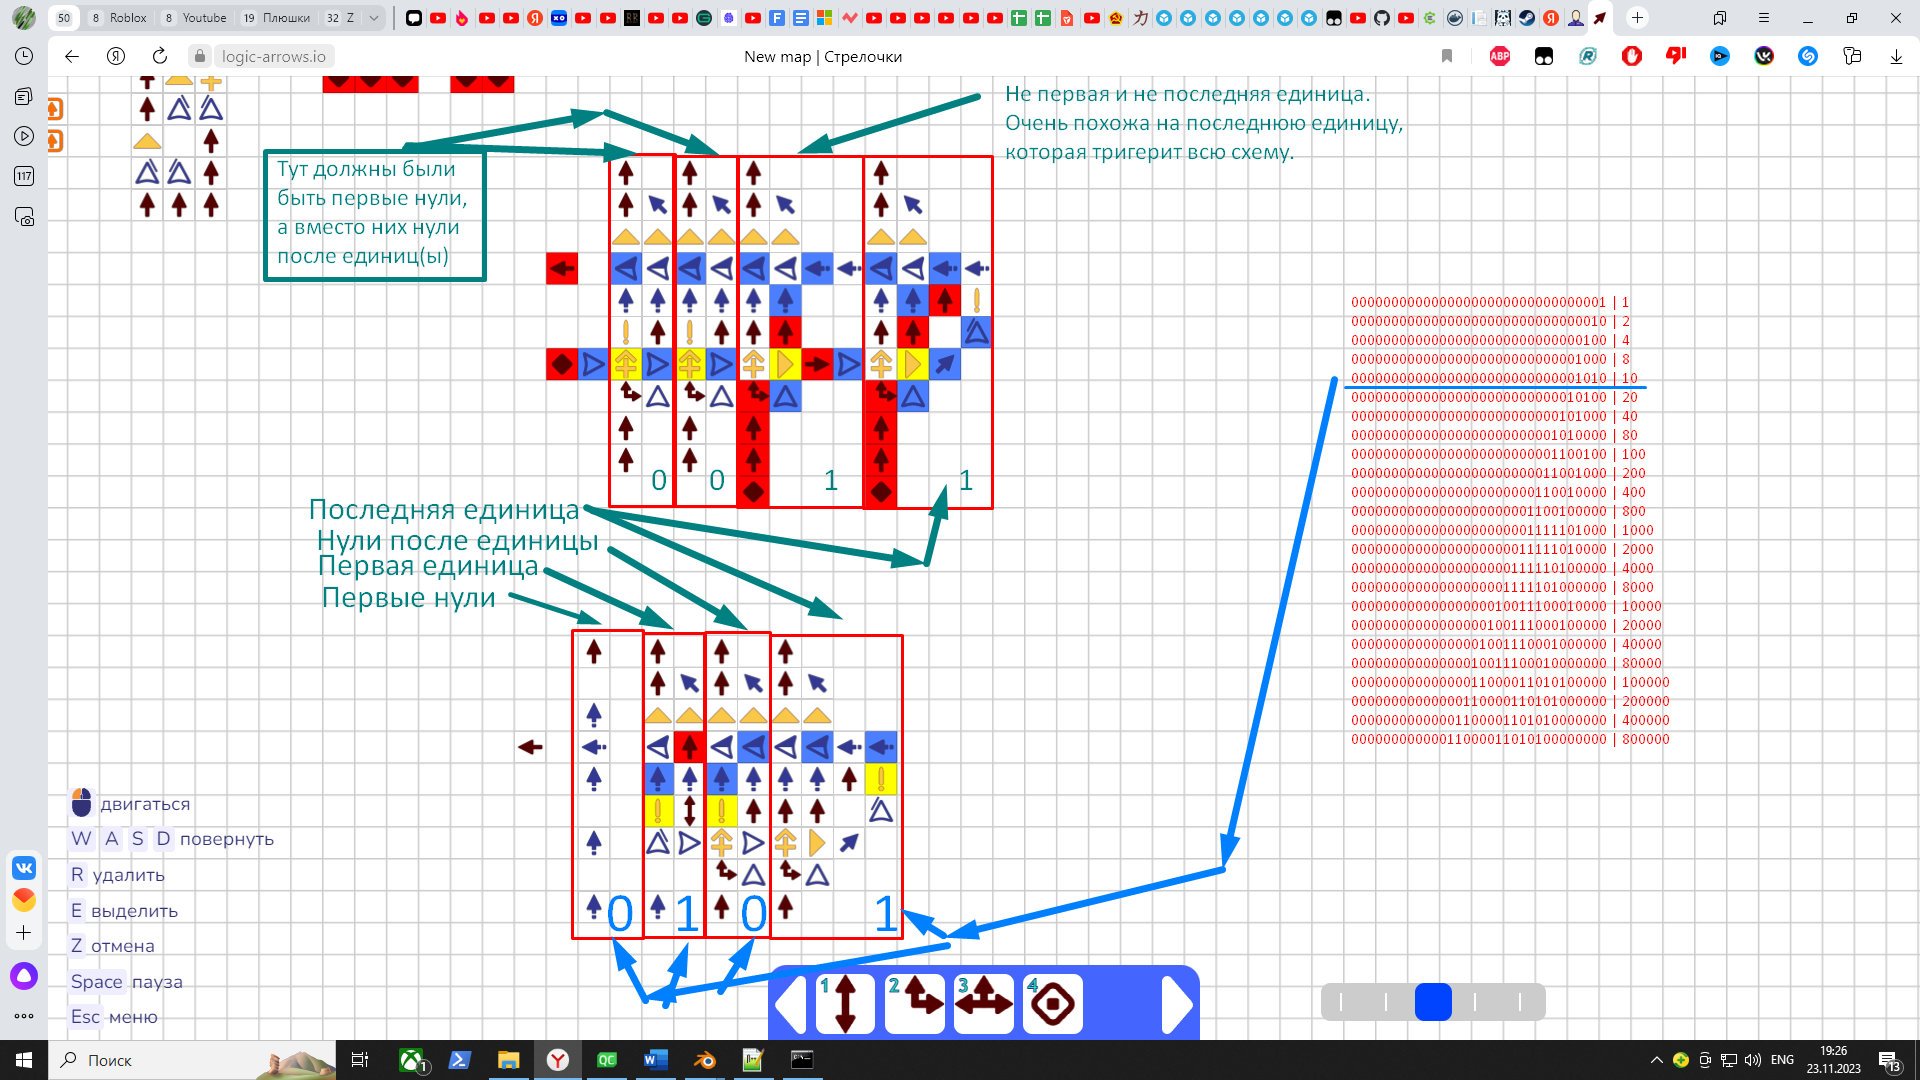 50
8 Roblox
8 Youtube
19 Плюшки
32 Z
logic-arrows.io
New map | Стрелочки
117
Тут должны были
быть первые нули,
а вместо них нули
после единиц(ы)
Не первая и не последняя единица.
Очень похожа на последнюю единицу,
которая тригерит всю схему.
0 0 1 1
Последняя единица
Нули после единицы
Первая единица
Первые нули
0 1 0 1
00000000000000000000000000000001 | 1
00000000000000000000000000000010 | 2
00000000000000000000000000000100 | 4
00000000000000000000000000001000 | 8
00000000000000000000000000001010 | 10
00000000000000000000000000010100 | 20
00000000000000000000000000101000 | 40
00000000000000000000000001010000 | 80
00000000000000000000000001100100 | 100
00000000000000000000000011001000 | 200
00000000000000000000000110010000 | 400
00000000000000000000001100100000 | 800
00000000000000000000001111101000 | 1000
00000000000000000000011111010000 | 2000
00000000000000000000111110100000 | 4000
00000000000000000001111101000000 | 8000
00000000000000000010011100010000 | 10000
00000000000000000100111000100000 | 20000
00000000000000001001110001000000 | 40000
00000000000000010011100010000000 | 80000
00000000000000011000011010100000 | 100000
00000000000000110000110101000000 | 200000
00000000000001100001101010000000 | 400000
00000000000011000011010100000000 | 800000
двигаться
W A S D повернуть
R удалить
E выделить
Z отмена
Space пауза
Esc меню
1 2 3 4
Поиск
1
ENG
19:26
23.11.2023
13